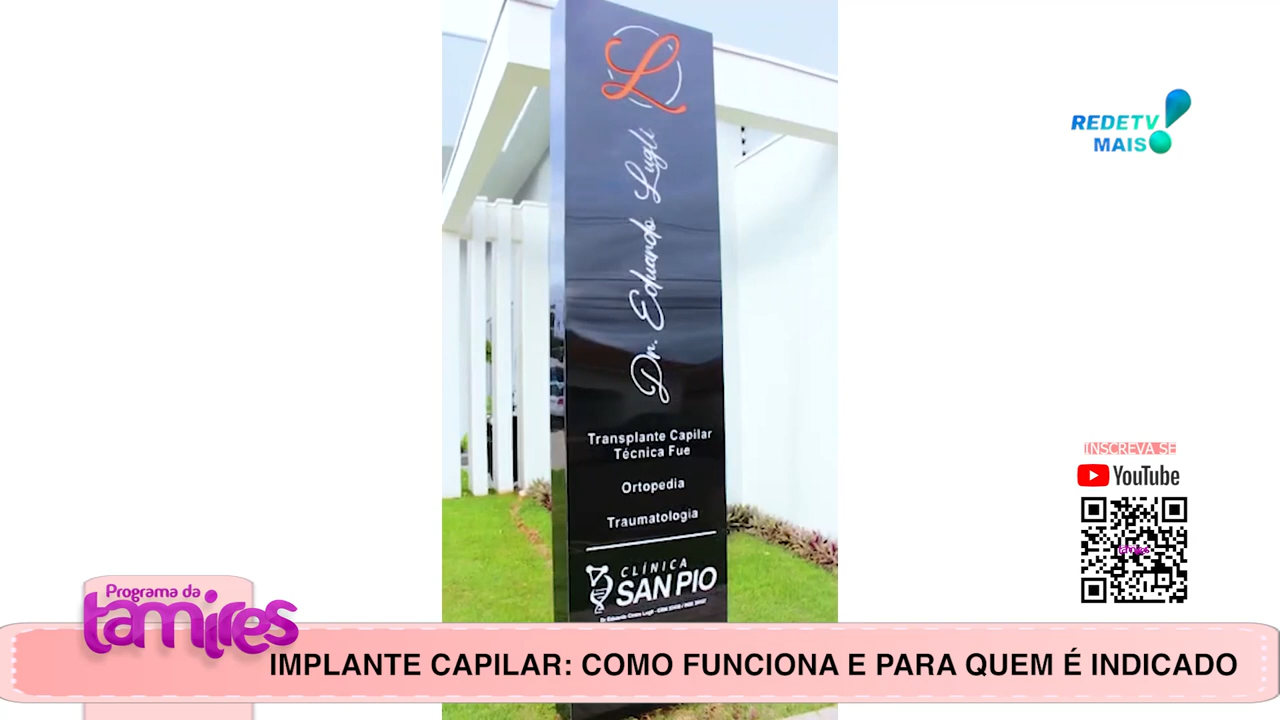 L
Dr. Eduardo Lugli
Transplante Capilar
Técnica Fue
Ortopedia
Traumatologia
CLÍNICA
SAN PIO
REDETV
MAIS
INSCREVA SE
YouTube
tamires
Programa da
tamires
IMPLANTE CAPILAR: COMO FUNCIONA E PARA QUEM É INDICADO